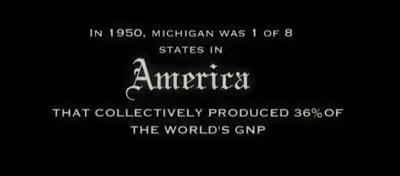 IN 1950, MICHIGAN WAS 1 OF 8
STATES IN
America
THAT COLLECTIVELY PRODUCED 36%OF
THE WORLD'S GNP